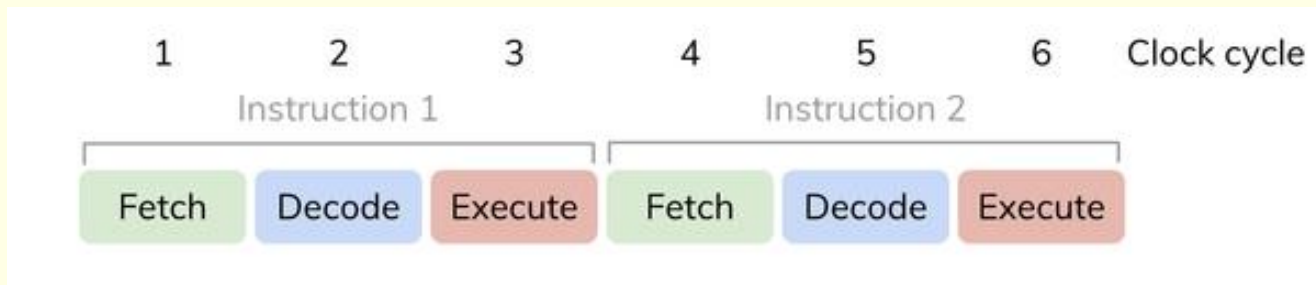 1 2 3 4 5 6 Clock cycle
Instruction 1 Instruction 2
Fetch Decode Execute Fetch Decode Execute